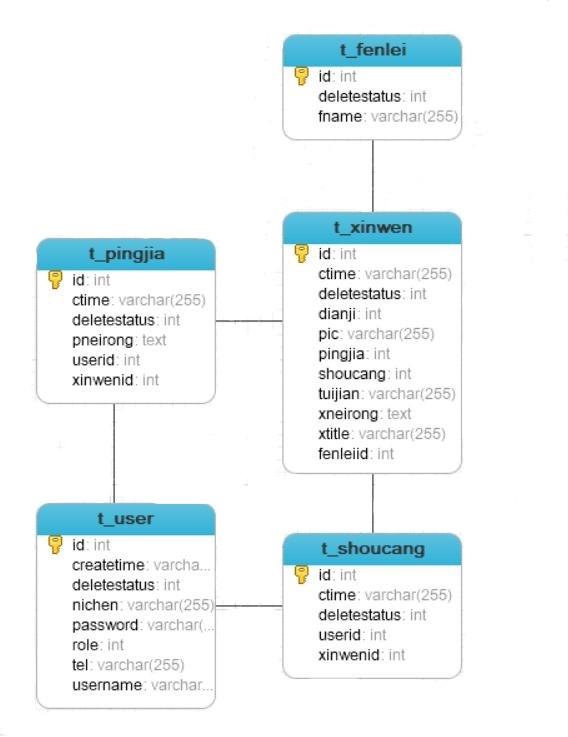 t_fenlei
id: int
deletestatus: int
fname: varchar(255)
t_xinwen
id: int
ctime: varchar(255)
deletestatus: int
dianji: int
pic: varchar(255)
pingjia: int
shoucang: int
tuijian: varchar(255)
xneirong: text
xtitle: varchar(255)
fenleiid: int
t_pingjia
id: int
ctime: varchar(255)
deletestatus: int
pneirong: text
userid: int
xinwenid: int
t_user
id: int
createtime: varcha...
deletestatus: int
nichen: varchar(255)
password: varchar(...
role: int
tel: varchar(255)
username: varchar...
t_shoucang
id: int
ctime: varchar(255)
deletestatus: int
userid: int
xinwenid: int